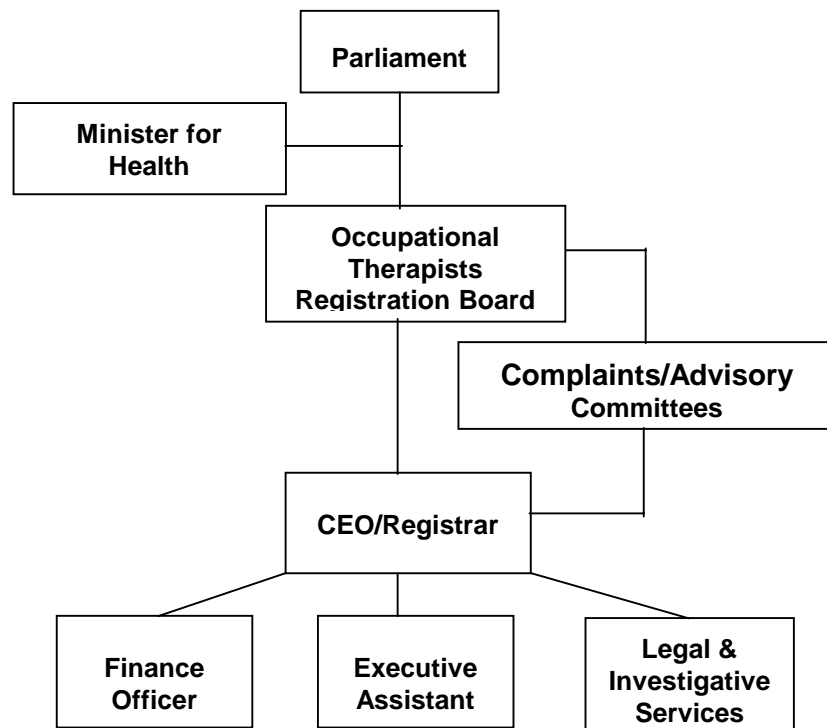 Parliament
Minister for
Health
Occupational
Therapists
Registration Board
Complaints/Advisory
Committees
CEO/Registrar
Finance
Officer
Executive
Assistant
Legal &
Investigative
Services